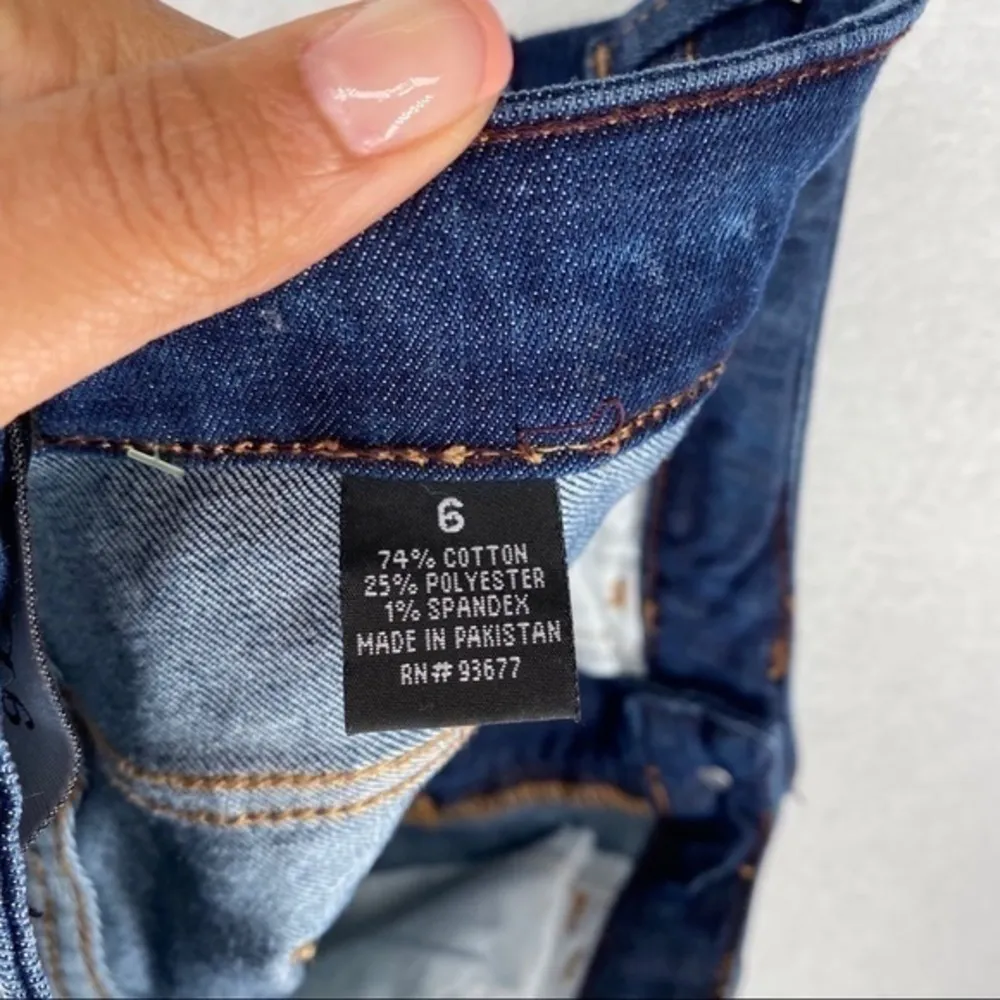 6
74% COTTON
25% POLYESTER
1% SPANDEX
MADE IN PAKISTAN
RN# 93677